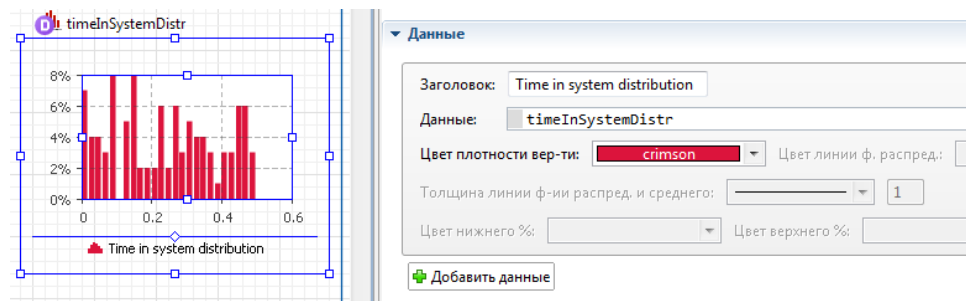 timeInSystemDistr
8%
6%
4%
2%
0%
0 0.2 0.4 0.6
Time in system distribution
Данные
Заголовок: Time in system distribution
Данные: timeInSystemDistr
Цвет плотности вер-ти: crimson Цвет линии ф. распред.:
Толщина линии ф-ии распред. и среднего: 1
Цвет нижнего %: Цвет верхнего %:
Добавить данные